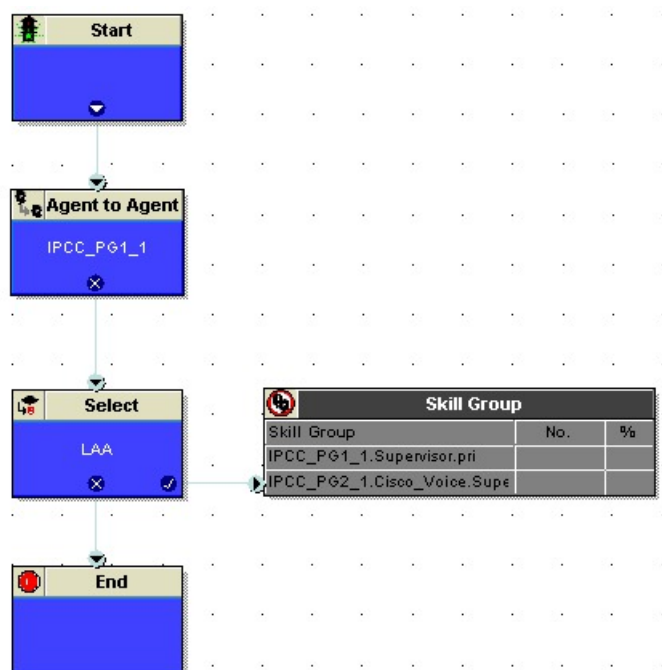 Start
Agent to Agent
IPCC_PG1_1
Select
LAA
Skill Group
Skill Group No. %
IPCC_PG1_1.Supervisor.pri
IPCC_PG2_1.Cisco_Voice.Supe
End